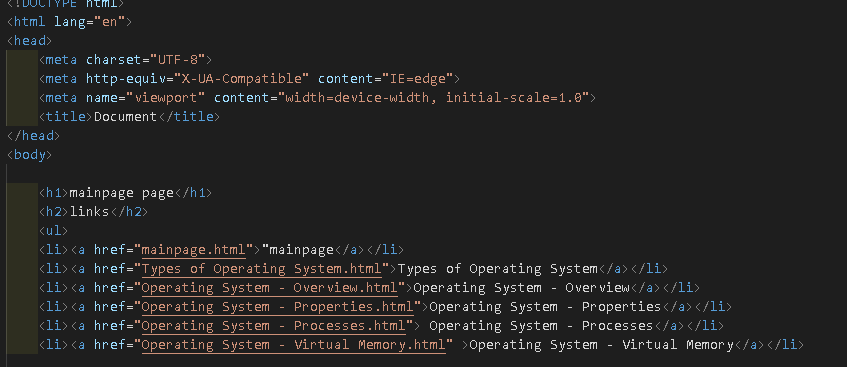 <!DOCTYPE html>
<html lang="en">
<head>
<meta charset="UTF-8">
<meta http-equiv="X-UA-Compatible" content="IE=edge">
<meta name="viewport" content="width=device-width, initial-scale=1.0">
<title>Document</title>
</head>
<body>
<h1>mainpage page</h1>
<h2>links</h2>
<ul>
<li><a href="mainpage.html">"mainpage</a></li>
<li><a href="Types of Operating System.html">Types of Operating System</a></li>
<li><a href="Operating System - Overview.html">Operating System - Overview</a></li>
<li><a href="Operating System - Properties.html">Operating System - Properties</a></li>
<li><a href="Operating System - Processes.html"> Operating System - Processes</a></li>
<li><a href="Operating System - Virtual Memory.html" >Operating System - Virtual Memory</a></li>